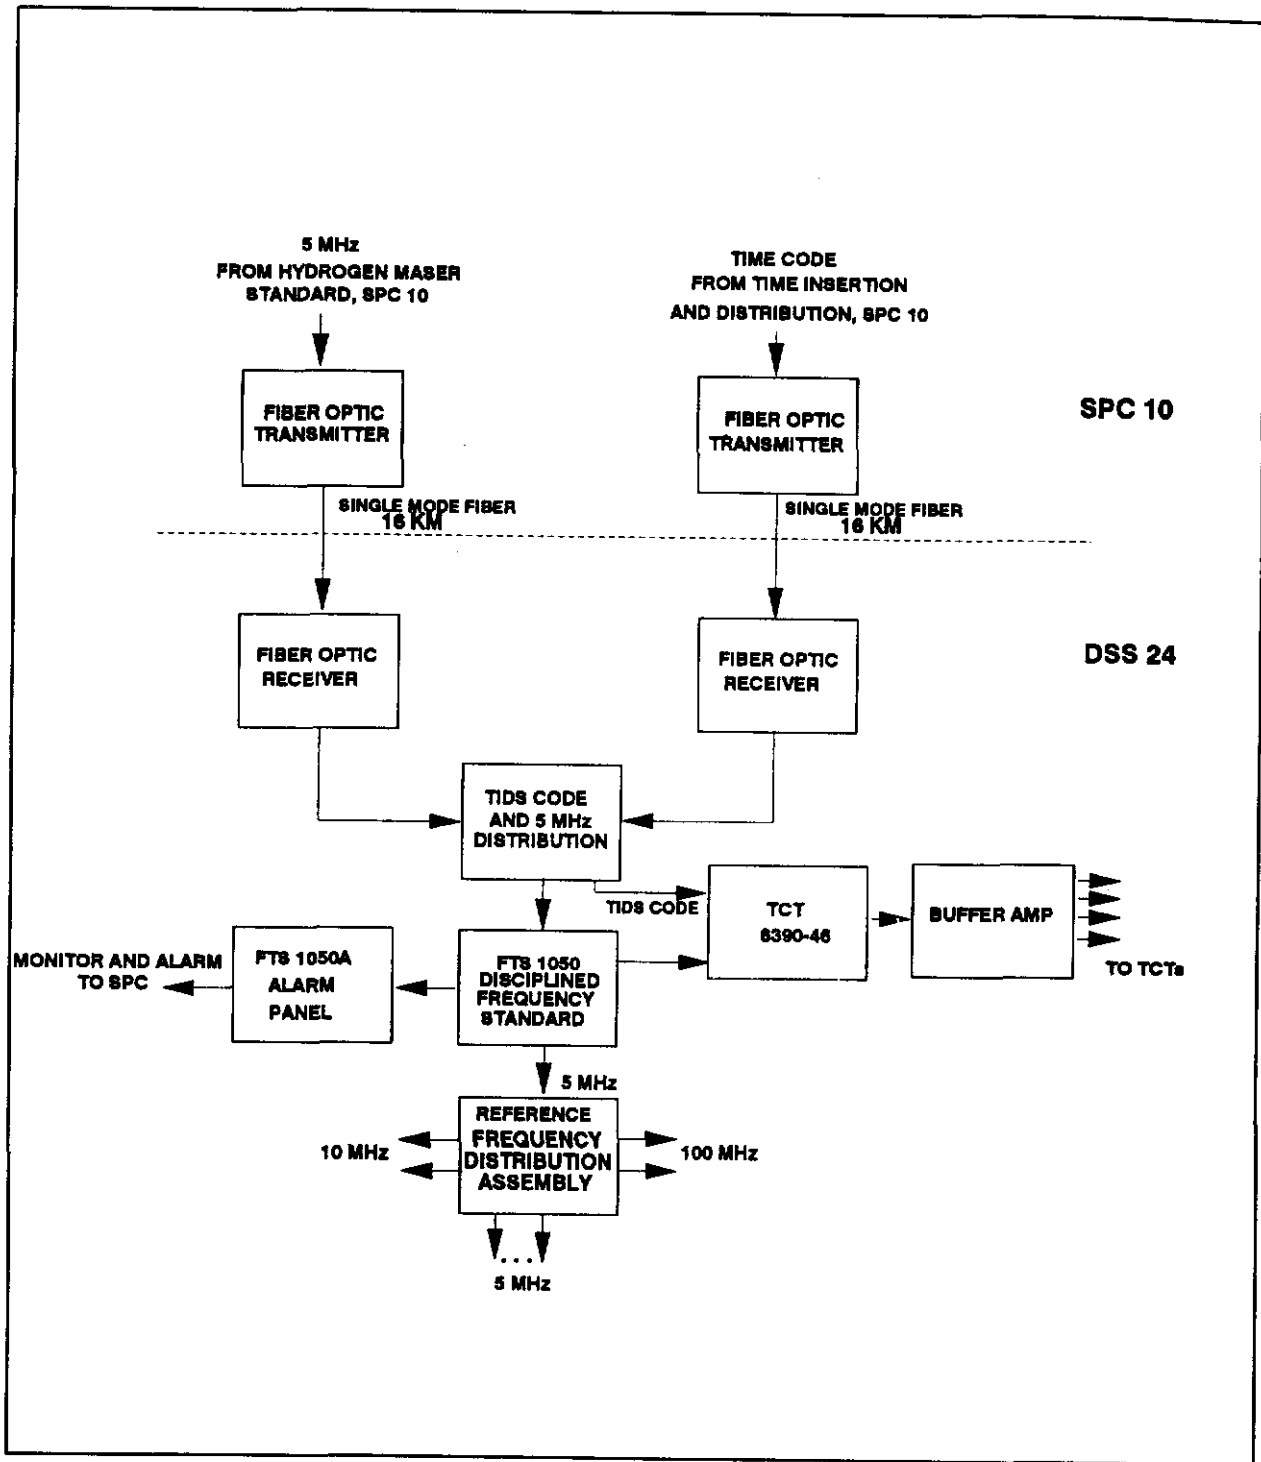 5 MHz
FROM HYDROGEN MASER
STANDARD, SPC 10
TIME CODE
FROM TIME INSERTION
AND DISTRIBUTION, SPC 10
FIBER OPTIC
TRANSMITTER
FIBER OPTIC
TRANSMITTER
SPC 10
SINGLE MODE FIBER
16 KM
SINGLE MODE FIBER
16 KM
FIBER OPTIC
RECEIVER
FIBER OPTIC
RECEIVER
DSS 24
TIDS CODE
AND 5 MHz
DISTRIBUTION
TIDS CODE
TCT
8390-46
BUFFER AMP
TO TCTs
MONITOR AND ALARM
TO SPC
FTS 1050A
ALARM
PANEL
FTS 1050
DISCIPLINED
FREQUENCY
STANDARD
5 MHz
REFERENCE
FREQUENCY
DISTRIBUTION
ASSEMBLY
10 MHz
100 MHz
...
5 MHz